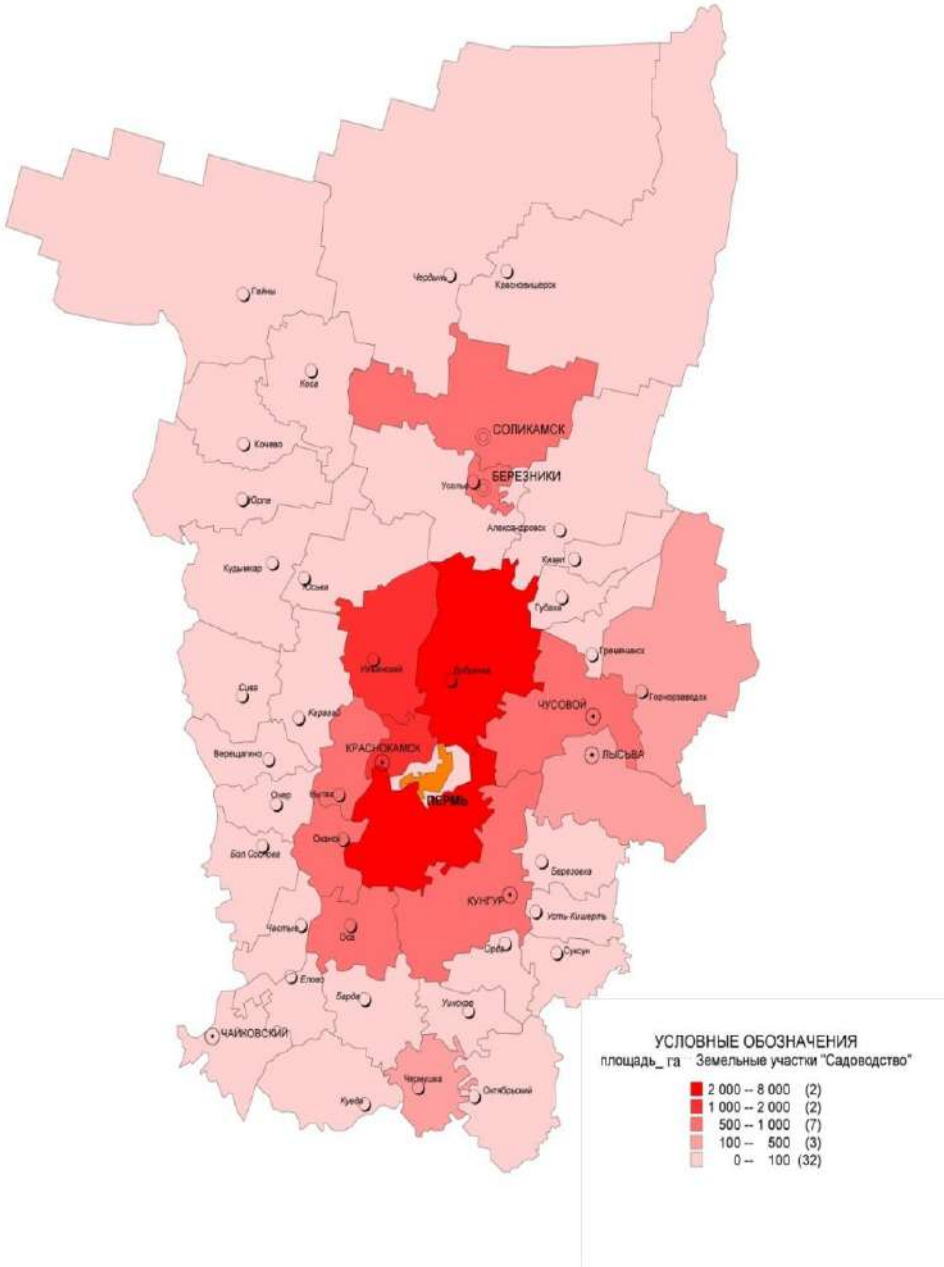 Чердынь
Красновишерск
Гайны
Коса
СОЛИКАМСК
Кочево
БЕРЕЗНИКИ
Усолье
Юрла
Александровск
Кизел
Кудымкар
Юсьва
Губаха
Гремячинск
Ильинский
Добрянка
Горнозаводск
Сива
ЧУСОВОЙ
Карагай
КРАСНОКАМСК
ЛЫСЬВА
Верещагино
Нытва
ПЕРМЬ
Очер
Оханск
Бол Соснова
Березовка
КУНГУР
Усть-Кишерть
Частые
Оса
Орда
Суксун
Елово
Барда
Уинское
ЧАЙКОВСКИЙ
Чернушка
Куеда
Октябрьский
УСЛОВНЫЕ ОБОЗНАЧЕНИЯ
площадь_ га Земельные участки "Садоводство"
2 000 -- 8 000 (2)
1 000 -- 2 000 (2)
500 -- 1 000 (7)
100 -- 500 (3)
0 -- 100 (32)